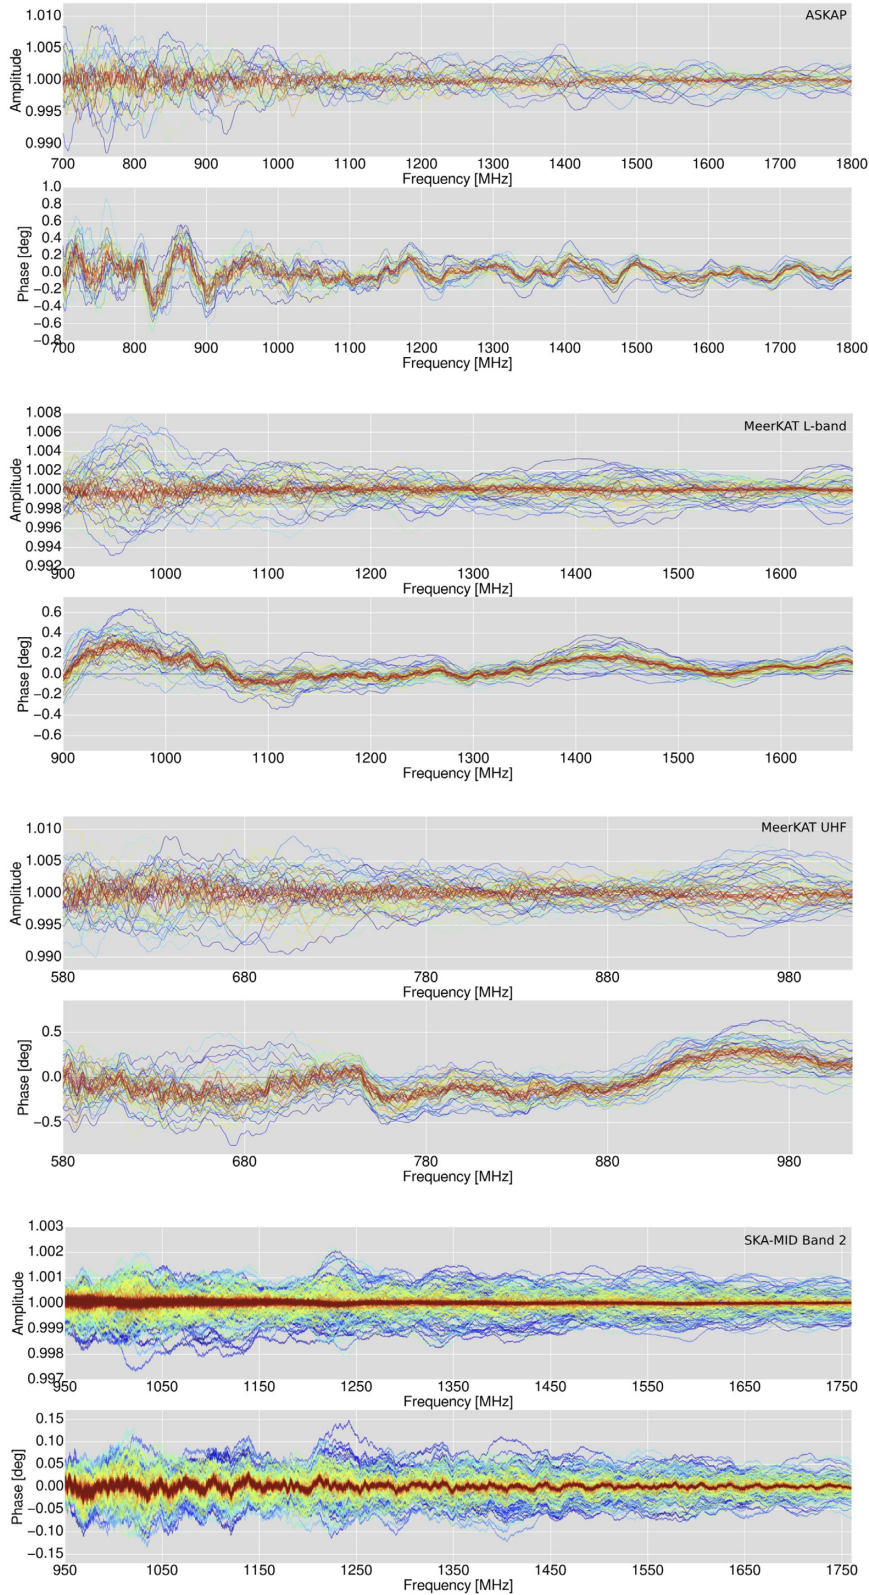 ASKAP
Amplitude
1.010
1.005
1.000
0.995
0.990
700 800 900 1000 1100 1200 1300 1400 1500 1600 1700 1800
Frequency [MHz]
Phase [deg]
1.0
0.8
0.6
0.4
0.2
0.0
−0.2
−0.4
−0.6
−0.8
700 800 900 1000 1100 1200 1300 1400 1500 1600 1700 1800
Frequency [MHz]
MeerKAT L-band
Amplitude
1.008
1.006
1.004
1.002
1.000
0.998
0.996
0.994
0.992
900 1000 1100 1200 1300 1400 1500 1600
Frequency [MHz]
Phase [deg]
0.6
0.4
0.2
0.0
−0.2
−0.4
−0.6
900 1000 1100 1200 1300 1400 1500 1600
Frequency [MHz]
MeerKAT UHF
Amplitude
1.010
1.005
1.000
0.995
0.990
580 680 780 880 980
Frequency [MHz]
Phase [deg]
0.5
0.0
−0.5
580 680 780 880 980
Frequency [MHz]
SKA-MID Band 2
Amplitude
1.003
1.002
1.001
1.000
0.999
0.998
0.997
950 1050 1150 1250 1350 1450 1550 1650 1750
Frequency [MHz]
Phase [deg]
0.15
0.10
0.05
0.00
−0.05
−0.10
−0.15
950 1050 1150 1250 1350 1450 1550 1650 1750
Frequency [MHz]